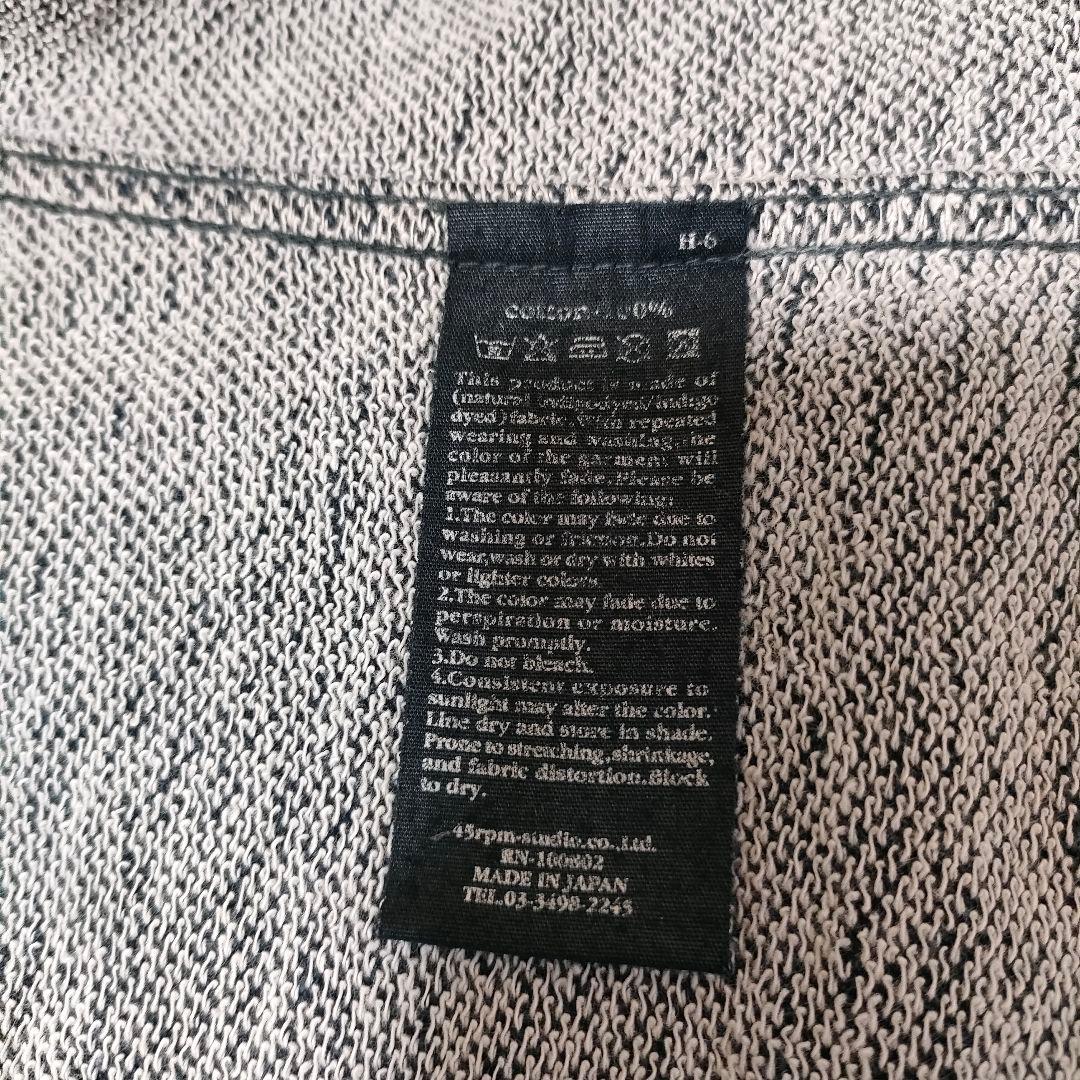 H-6
cotton 100%
This product is made of
(natural indigodyed/indigo
dyed)fabric.With repeated
wearing and washing,the
color of the garment will
pleasantly fade.Please be
aware of the following:
1.The color may fade due to
washing or friction.Do not
wear,wash or dry with whites
or lighter colors.
2.The color may fade due to
perspiration or moisture.
Wash promptly.
3.Do not bleach.
4.Consistent exposure to
sunlight may alter the color.
Line dry and store in shade.
Prone to stretching,shrinkage,
and fabric distortion.Block
to dry.
45rpm-studio.co.,Ltd.
RN-100802
MADE IN JAPAN
TEL.03-3498-2245